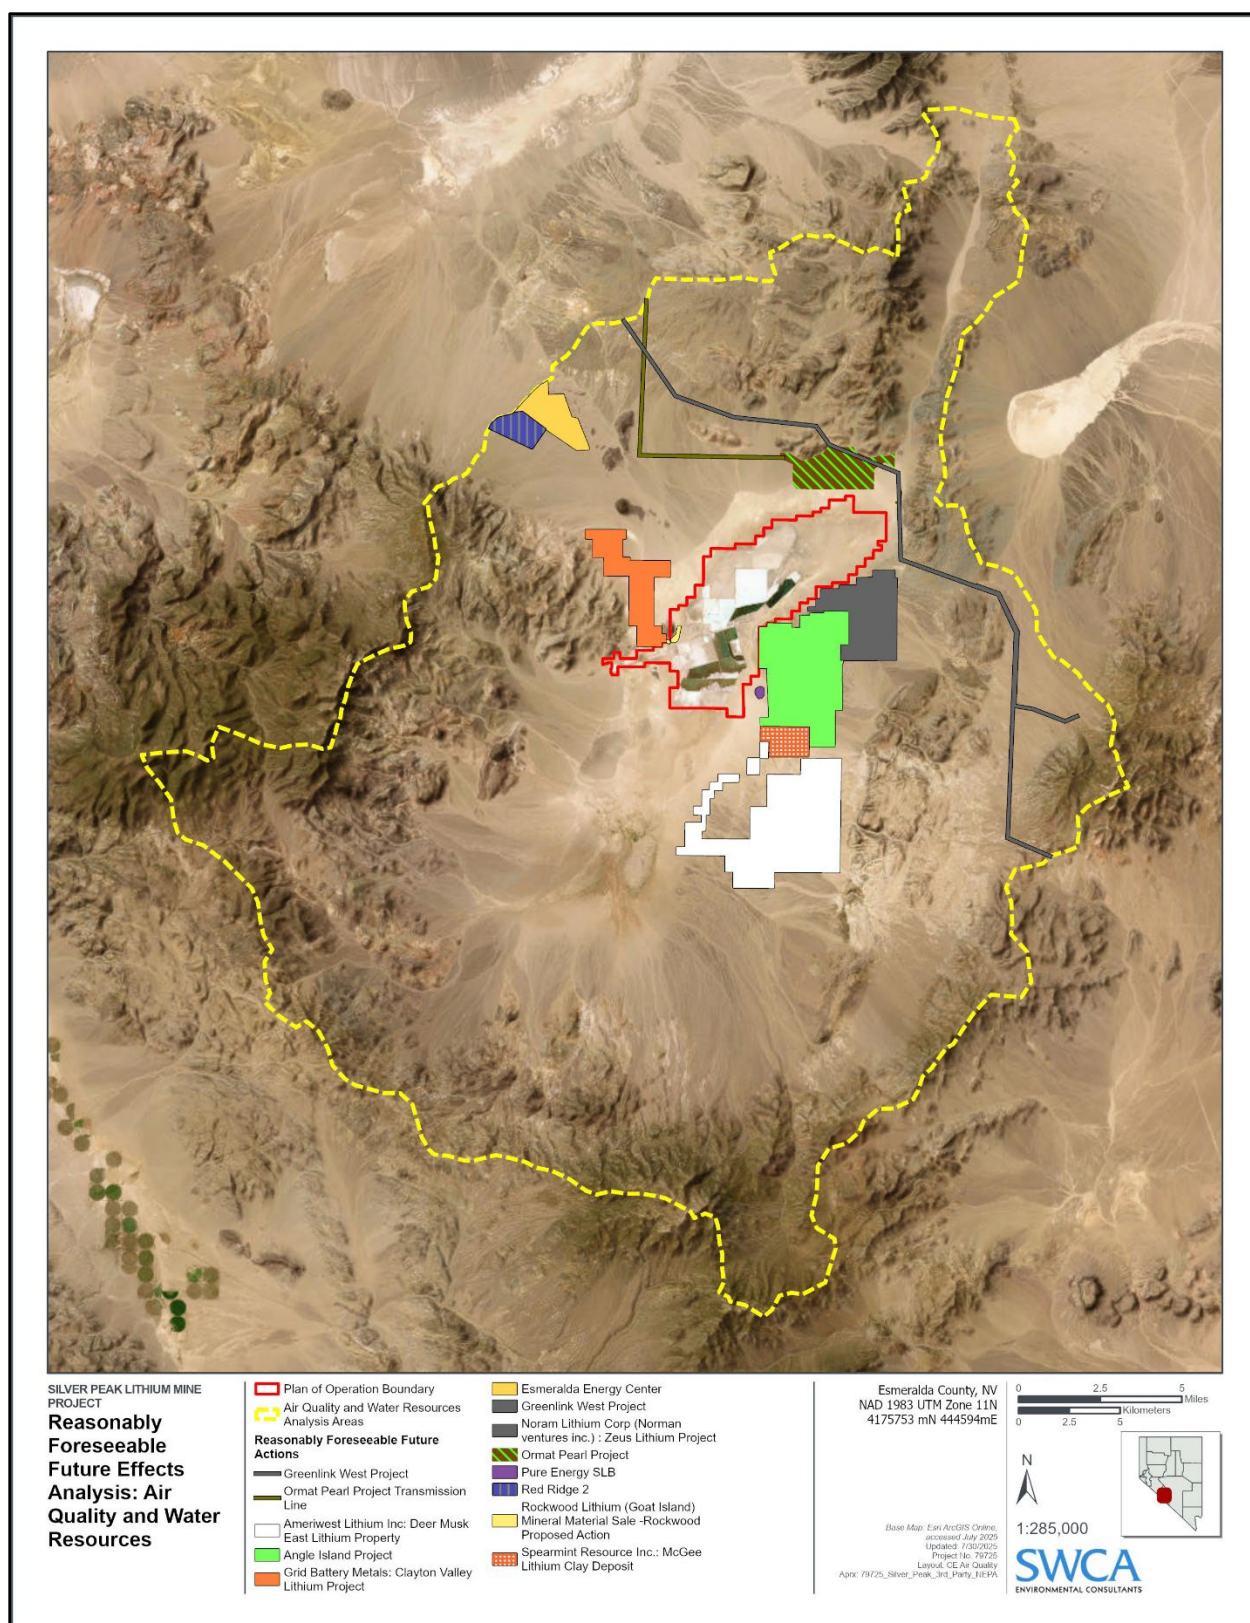 SILVER PEAK LITHIUM MINE
PROJECT
Reasonably
Foreseeable
Future Effects
Analysis: Air
Quality and Water
Resources
Plan of Operation Boundary
Air Quality and Water Resources
Analysis Areas
Reasonably Foreseeable Future
Actions
Greenlink West Project
Ormat Pearl Project Transmission
Line
Ameriwest Lithium Inc: Deer Musk
East Lithium Property
Angle Island Project
Grid Battery Metals: Clayton Valley
Lithium Project
Esmeralda Energy Center
Greenlink West Project
Noram Lithium Corp (Norman
ventures inc.) : Zeus Lithium Project
Ormat Pearl Project
Pure Energy SLB
Red Ridge 2
Rockwood Lithium (Goat Island)
Mineral Material Sale -Rockwood
Proposed Action
Spearmint Resource Inc.: McGee
Lithium Clay Deposit
Esmeralda County, NV
NAD 1983 UTM Zone 11N
4175753 mN 444594mE
Base Map: Esri ArcGIS Online,
accessed July 2025
Updated: 7/30/2025
Project No. 79725
Layout: CE Air Quality
Aprx: 79725_Silver_Peak_3rd_Party_NEPA
0 2.5 5
Miles
Kilometers
0 2.5 5
N
1:285,000
SWCA
ENVIRONMENTAL CONSULTANTS